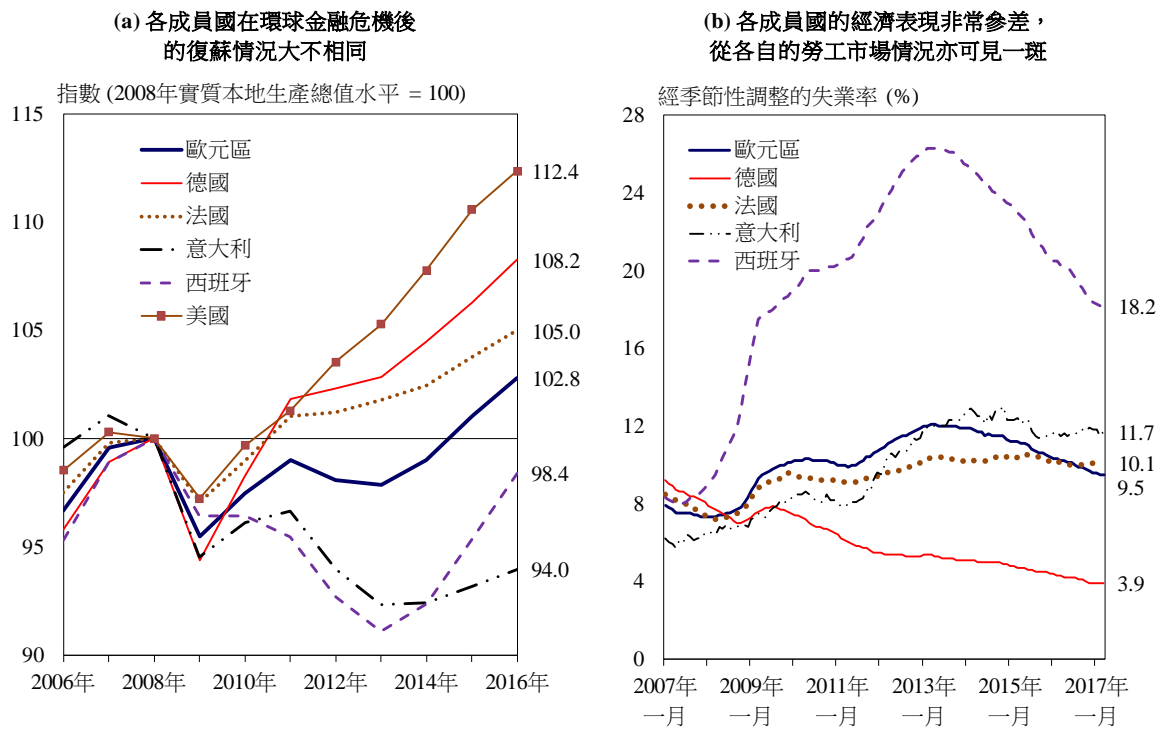 (a) 各成員國在環球金融危機後
的復蘇情況大不相同
指數 (2008年實質本地生產總值水平 = 100)
115
110
105
100
95
90
歐元區
德國
法國
意大利
西班牙
美國
112.4
108.2
105.0
102.8
98.4
94.0
2006年 2008年 2010年 2012年 2014年 2016年
(b) 各成員國的經濟表現非常參差，
從各自的勞工市場情況亦可見一斑
經季節性調整的失業率 (%)
28
24
20
16
12
8
4
0
歐元區
德國
法國
意大利
西班牙
18.2
11.7
10.1
9.5
3.9
2007年 2009年 2011年 2013年 2015年 2017年
一月 一月 一月 一月 一月 一月